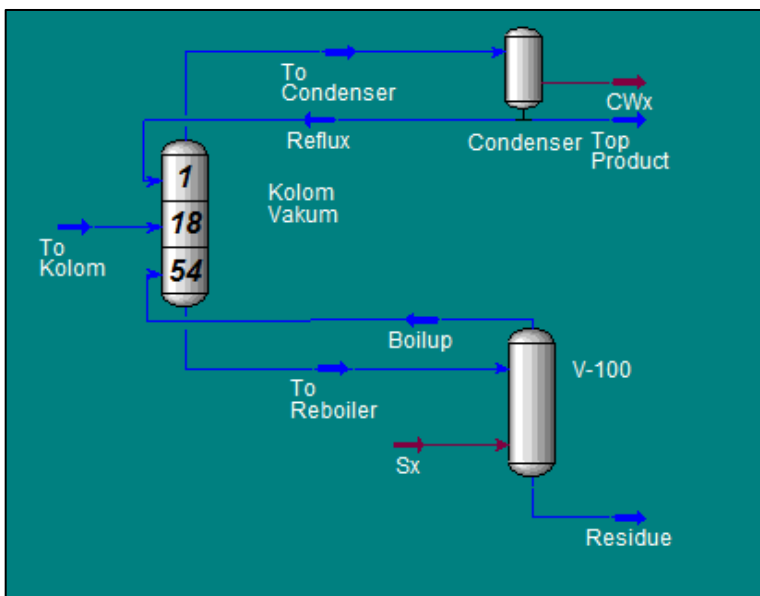 To
Condenser
CWx
Reflux
Condenser
Top
Product
1
Kolom
Vakum
18
To
Kolom
54
Boilup
V-100
To
Reboiler
Sx
Residue